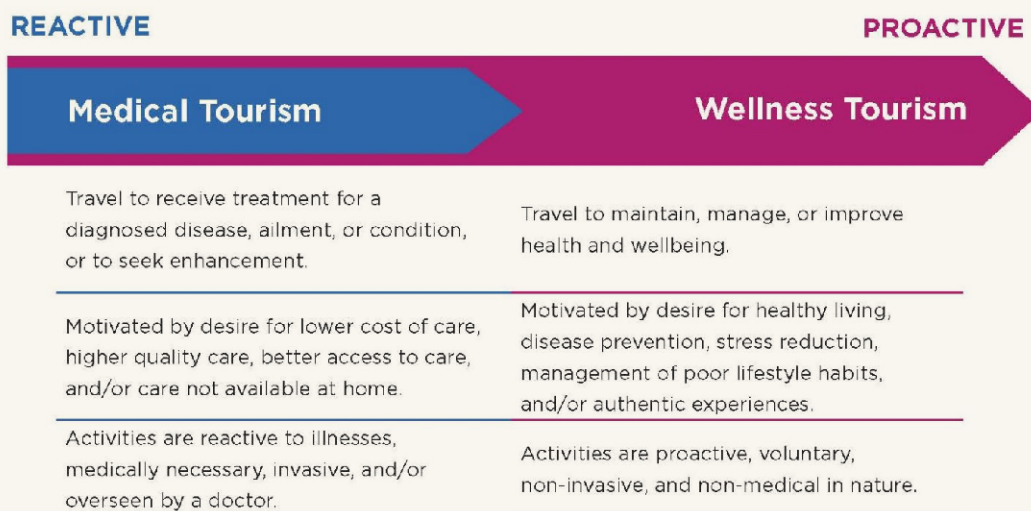 REACTIVE
PROACTIVE
Medical Tourism
Wellness Tourism
Travel to receive treatment for a
diagnosed disease, ailment, or condition,
or to seek enhancement.
Travel to maintain, manage, or improve
health and wellbeing.
Motivated by desire for lower cost of care,
higher quality care, better access to care,
and/or care not available at home.
Motivated by desire for healthy living,
disease prevention, stress reduction,
management of poor lifestyle habits,
and/or authentic experiences.
Activities are reactive to illnesses,
medically necessary, invasive, and/or
overseen by a doctor.
Activities are proactive, voluntary,
non-invasive, and non-medical in nature.